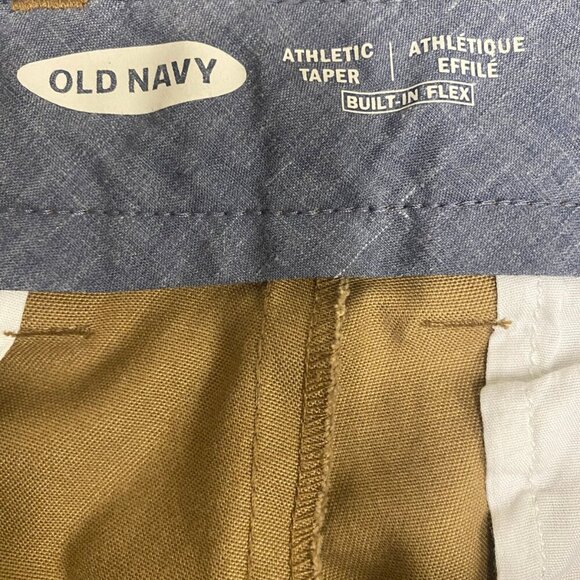 OLD NAVY
ATHLETIC
TAPER
ATHLÉTIQUE
EFFILÉ
BUILT-IN FLEX